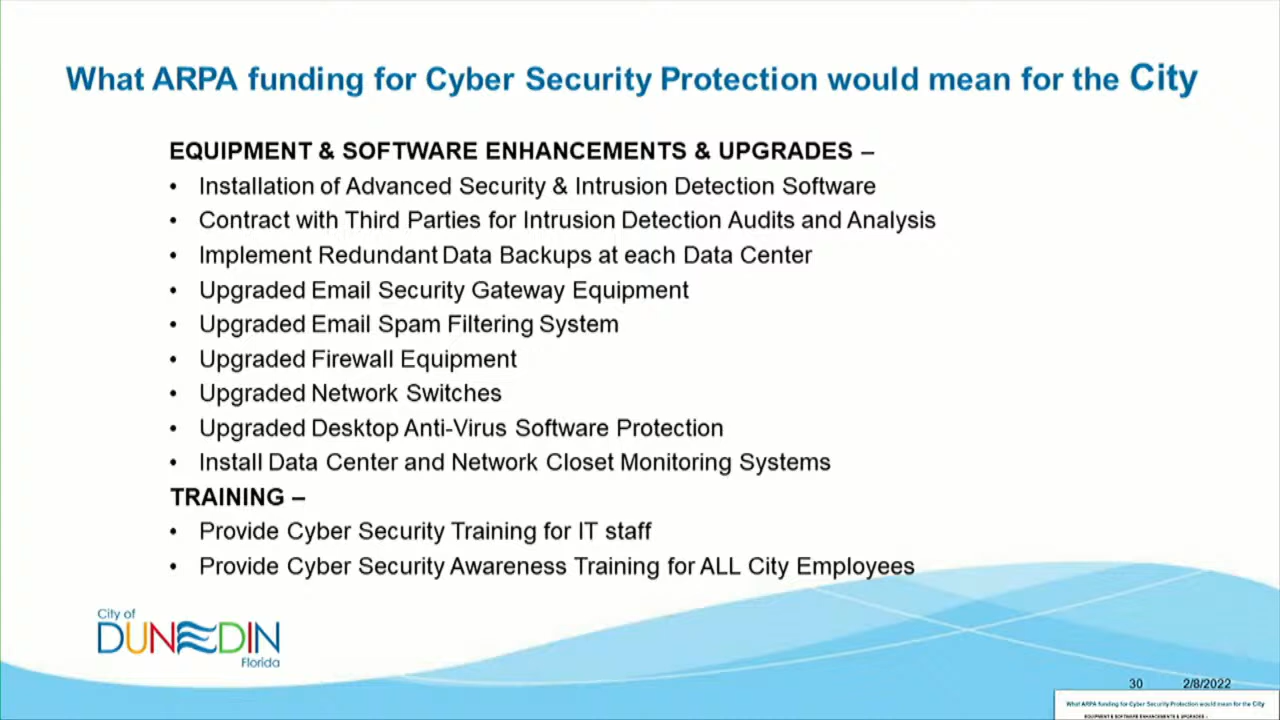 What ARPA funding for Cyber Security Protection would mean for the City
EQUIPMENT & SOFTWARE ENHANCEMENTS & UPGRADES –
• Installation of Advanced Security & Intrusion Detection Software
• Contract with Third Parties for Intrusion Detection Audits and Analysis
• Implement Redundant Data Backups at each Data Center
• Upgraded Email Security Gateway Equipment
• Upgraded Email Spam Filtering System
• Upgraded Firewall Equipment
• Upgraded Network Switches
• Upgraded Desktop Anti-Virus Software Protection
• Install Data Center and Network Closet Monitoring Systems
TRAINING –
• Provide Cyber Security Training for IT staff
• Provide Cyber Security Awareness Training for ALL City Employees
City of
DUNEDIN
Florida
30 2/8/2022
What ARPA funding for Cyber Security Protection would mean for the City
EQUIPMENT & SOFTWARE ENHANCEMENTS & UPGRADES –